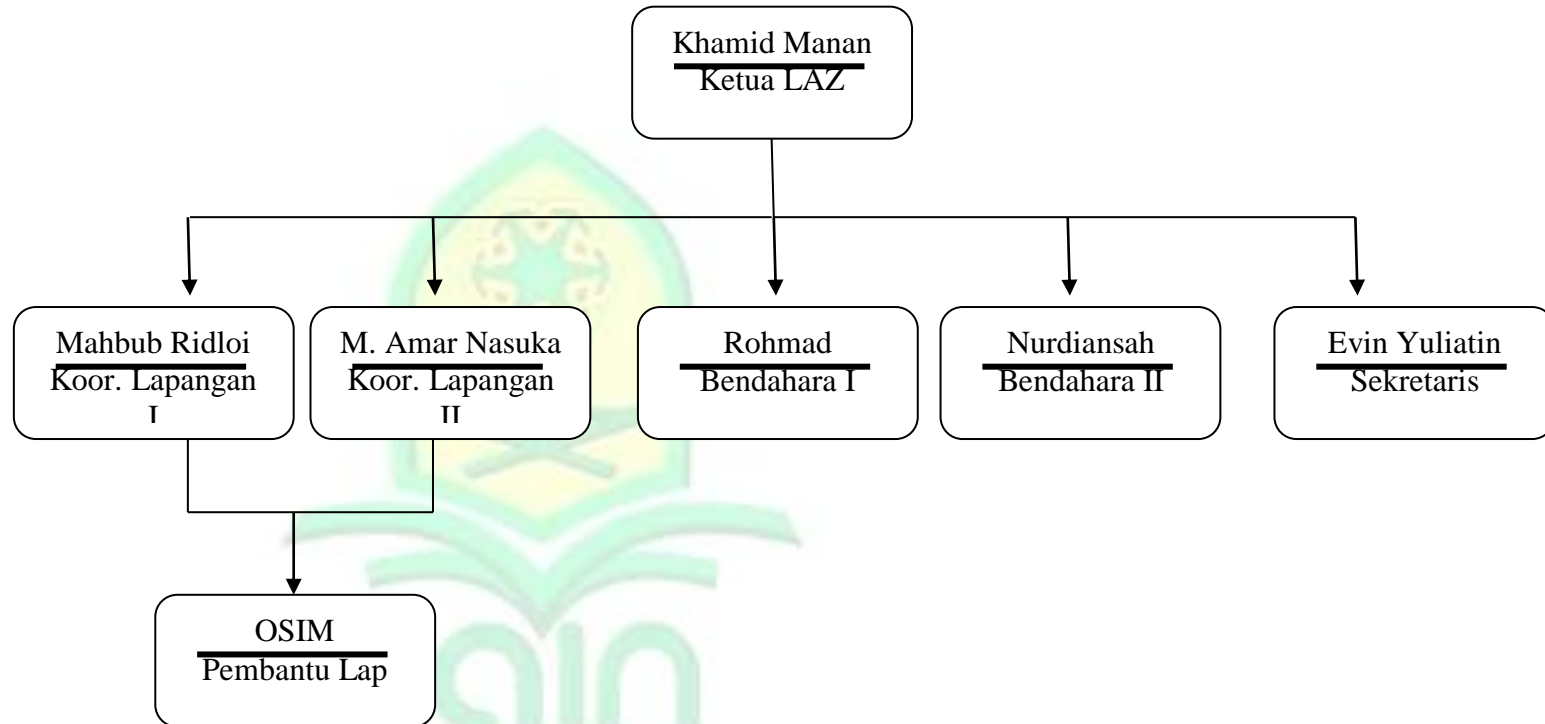 Khamid Manan
Ketua LAZ
Mahbub Ridloi
Koor. Lapangan
I
M. Amar Nasuka
Koor. Lapangan
II
Rohmad
Bendahara I
Nurdiansah
Bendahara II
Evin Yuliatin
Sekretaris
OSIM
Pembantu Lap